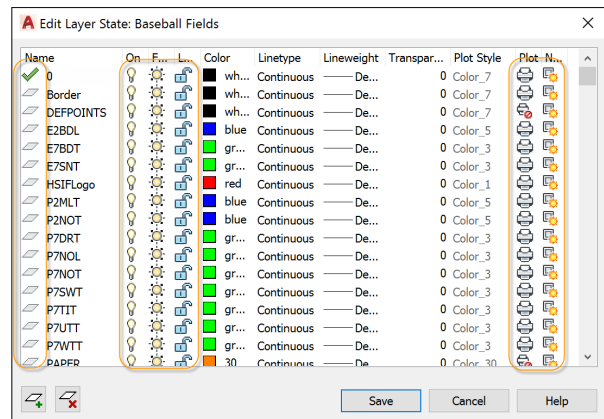 A Edit Layer State: Baseball Fields
Name On F... L... Color Linetype Lineweight Transpar... Plot Style Plot N...
0 wh... Continuous De... 0 Color_7
Border wh... Continuous De... 0 Color_7
DEFPOINTS wh... Continuous De... 0 Color_7
E2BDL blue Continuous De... 0 Color_5
E7BDT gr... Continuous De... 0 Color_3
E7SNT gr... Continuous De... 0 Color_3
HSIFLogo red Continuous De... 0 Color_1
P2MLT blue Continuous De... 0 Color_5
P2NOT blue Continuous De... 0 Color_5
P7DRT gr... Continuous De... 0 Color_3
P7NOL gr... Continuous De... 0 Color_3
P7NOT gr... Continuous De... 0 Color_3
P7SWT gr... Continuous De... 0 Color_3
P7TIT gr... Continuous De... 0 Color_3
P7UTT gr... Continuous De... 0 Color_3
P7WTT gr... Continuous De... 0 Color_3
PAPER 30 Continuous De... 0 Color_30
Save Cancel Help